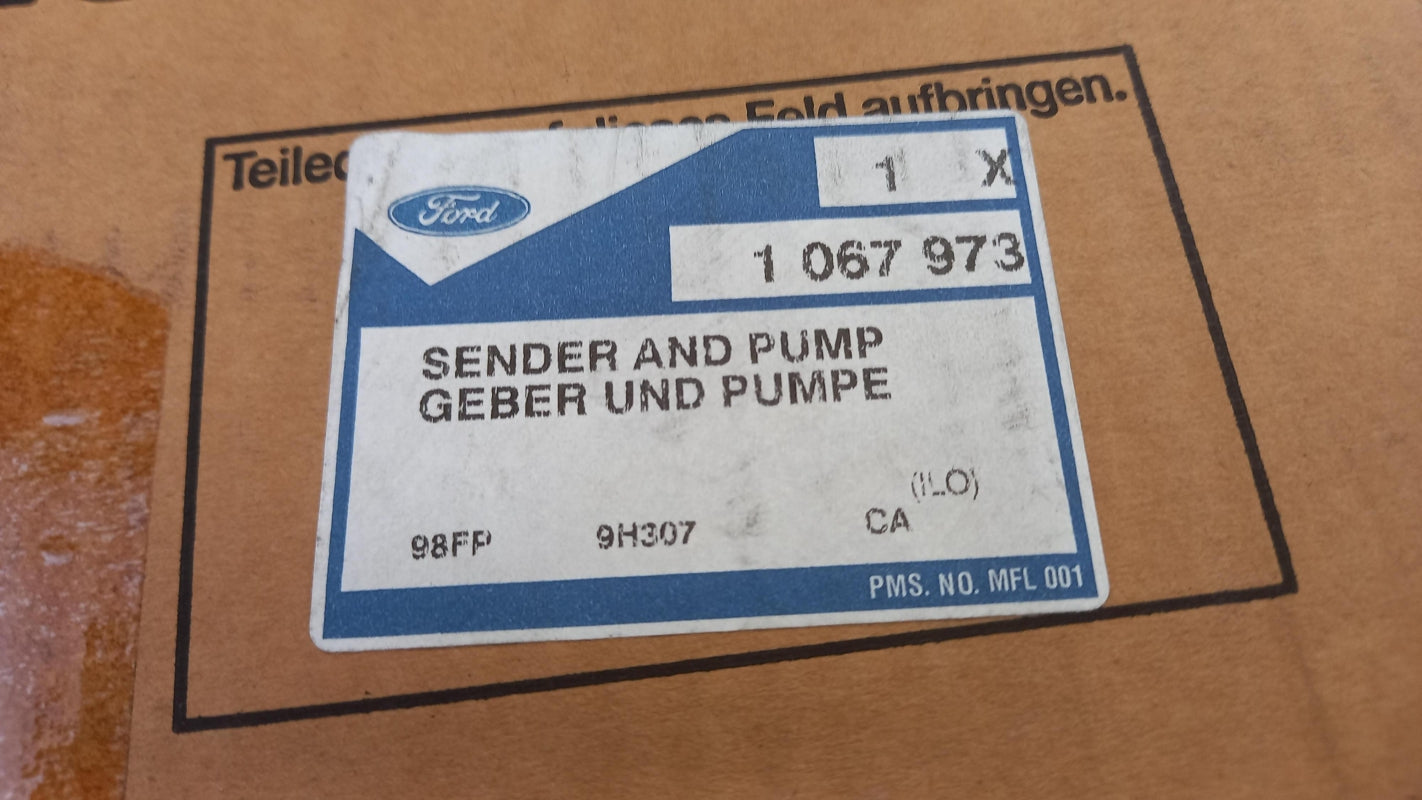 Feld aufbringen.
Ford
1 X
1 067 973
SENDER AND PUMP
GEBER UND PUMPE
(ILO)
98FP 9H307 CA
PMS. NO. MFL 001